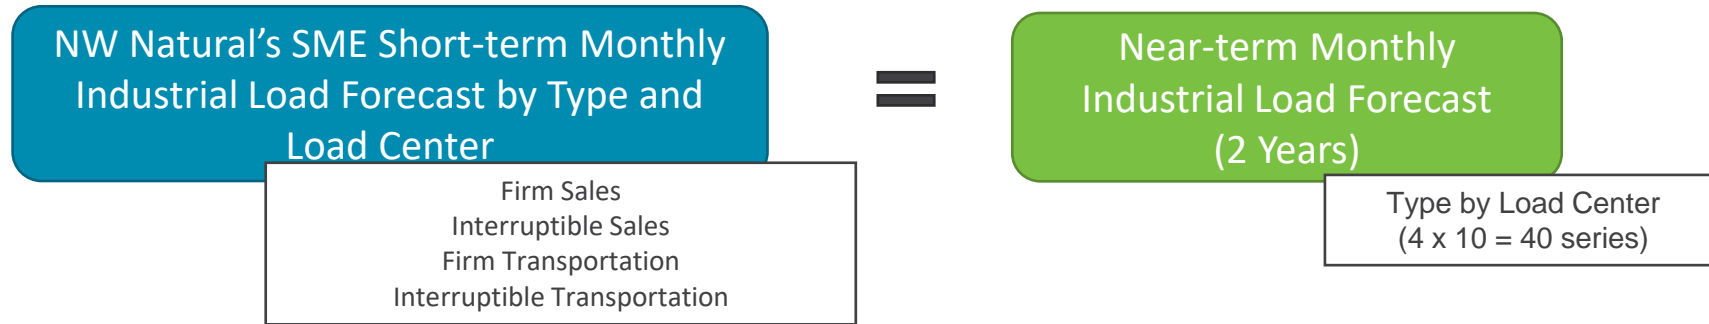 NW Natural’s SME Short-term Monthly
Industrial Load Forecast by Type and
Load Center
Firm Sales
Interruptible Sales
Firm Transportation
Interruptible Transportation
=
Near-term Monthly
Industrial Load Forecast
(2 Years)
Type by Load Center
(4 x 10 = 40 series)